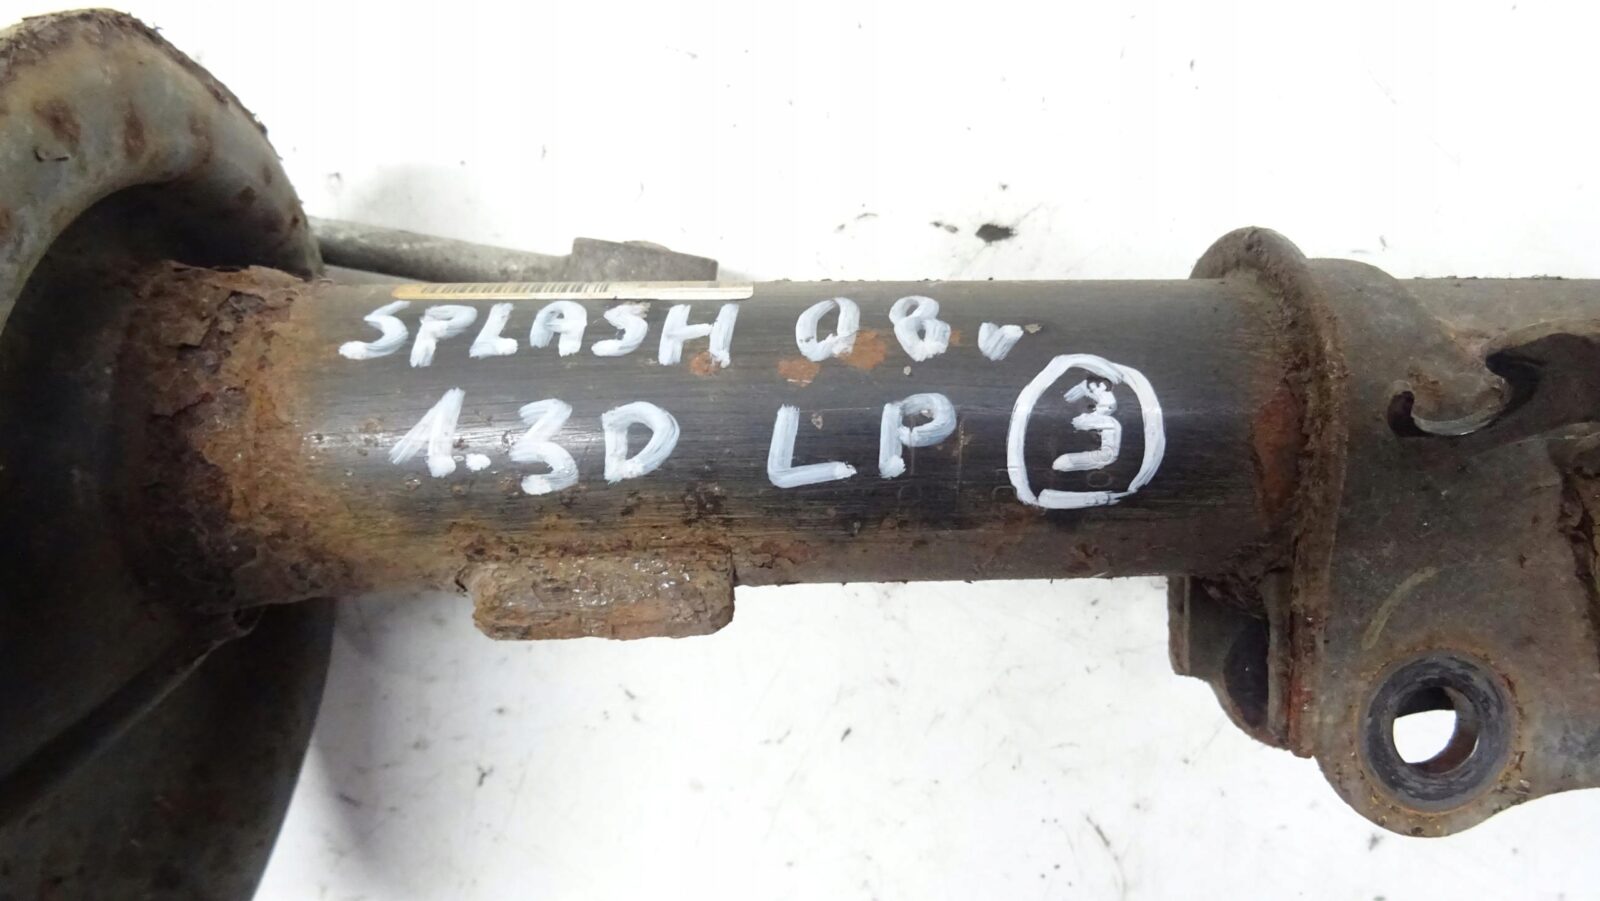 SPLASH 08r
1.3D LP 3